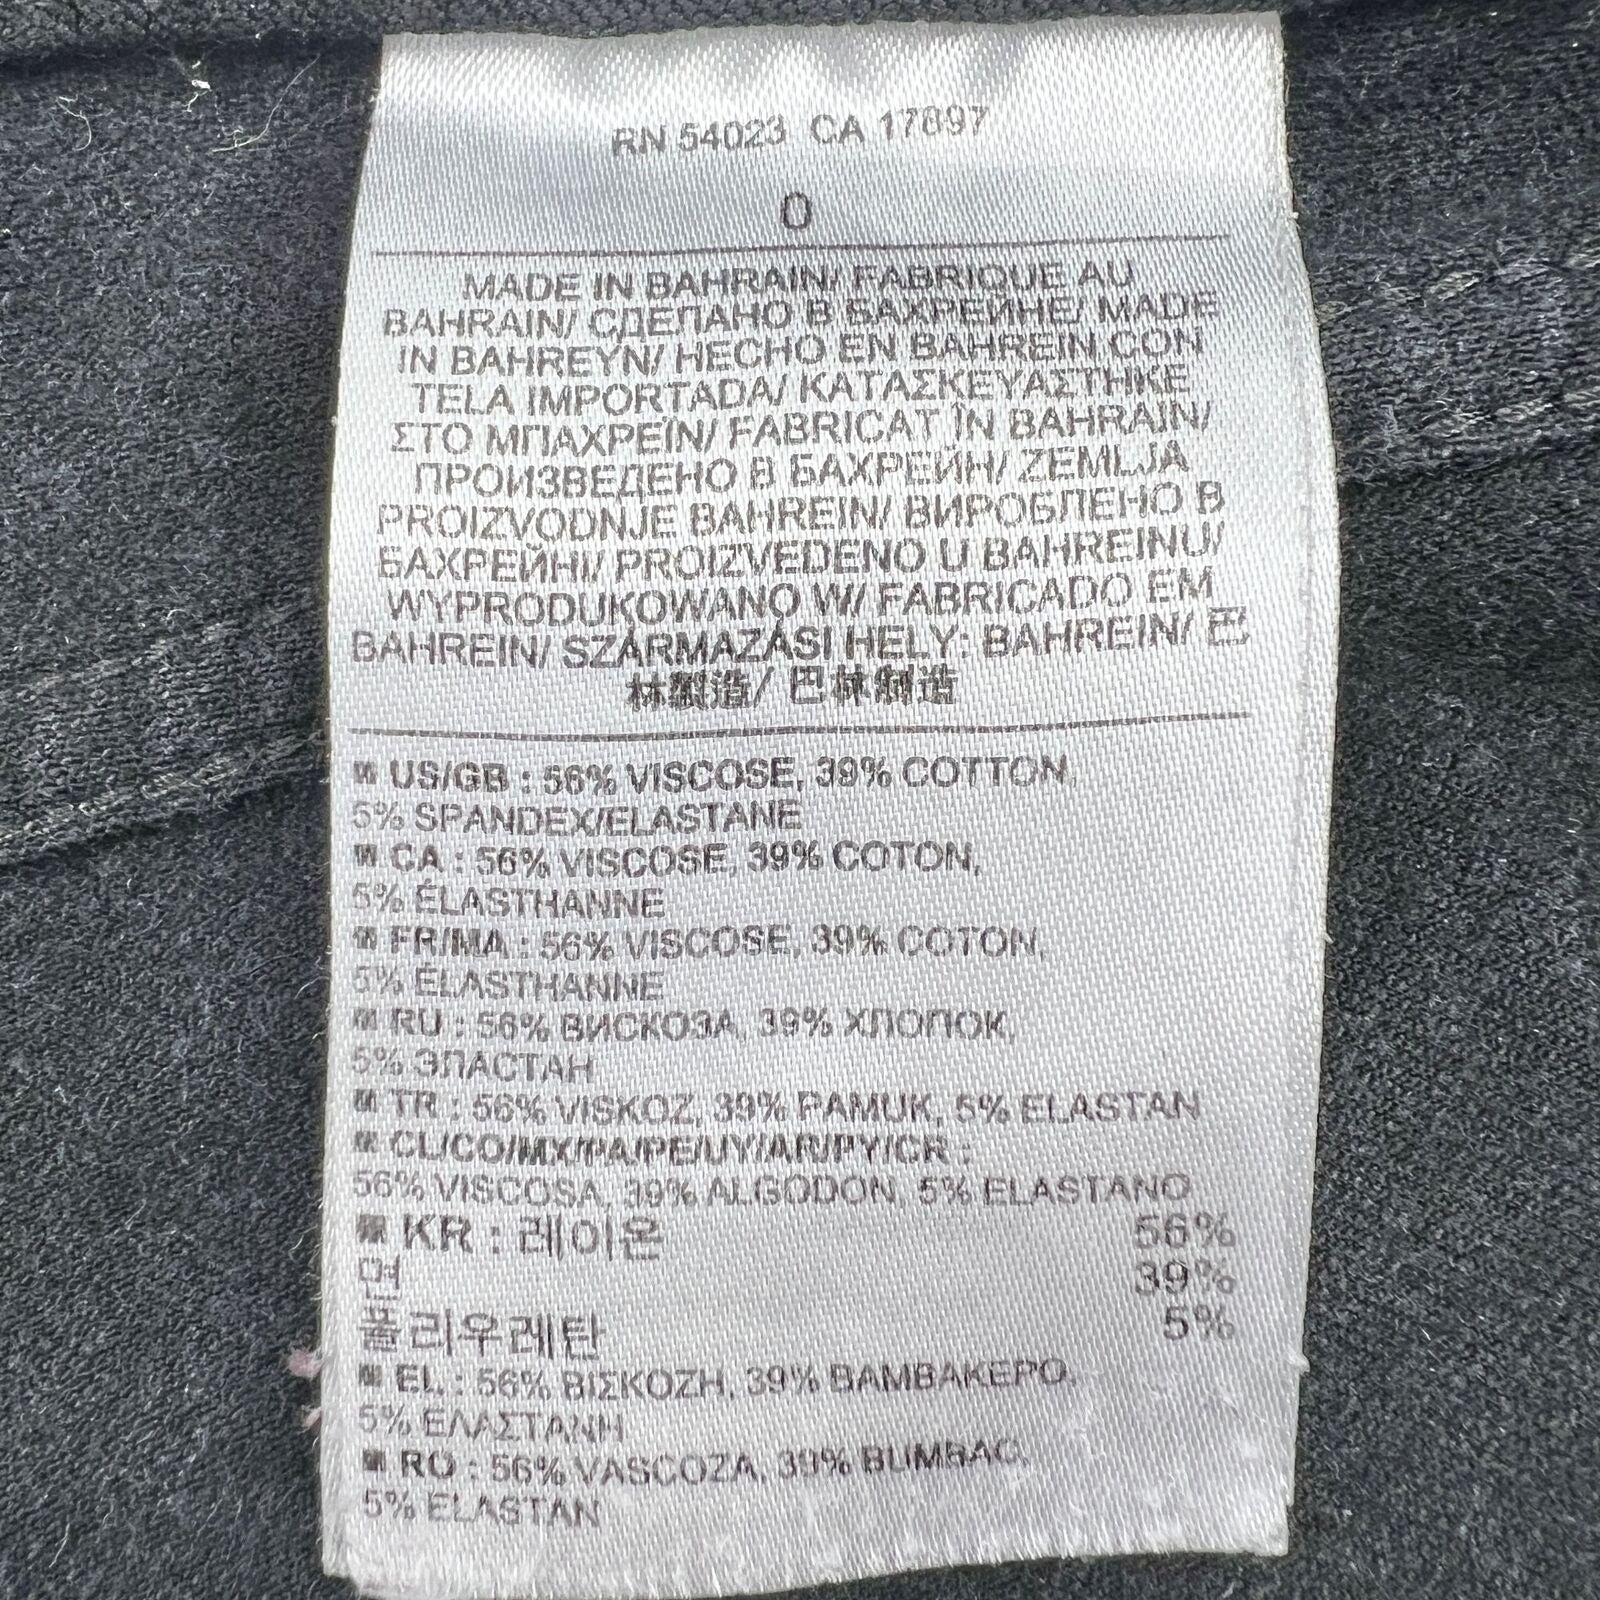 RN 54023 CA 17897
0
MADE IN BAHRAIN/ FABRIQUE AU
BAHRAIN/ СДЕЛАНО В БАХРЕЙНЕ/ MADE
IN BAHREYN/ HECHO EN BAHREIN CON
TELA IMPORTADA/ ΚΑΤΑΣΚΕΥΑΣΤΗΚΕ
ΣΤΟ ΜΠΑΧΡΕΪΝ/ FABRICAT ÎN BAHRAIN/
ПРОИЗВЕДЕНО В БАХРЕЙН/ ZEMLJA
PROIZVODNJE BAHREIN/ ВИРОБЛЕНО В
БАХРЕЙНІ/ PROIZVEDENO U BAHREINU/
WYPRODUKOWANO W/ FABRICADO EM
BAHREIN/ SZÁRMAZÁSI HELY: BAHREIN/ 巴
林製造/ 巴林制造
US/GB : 56% VISCOSE, 39% COTTON,
5% SPANDEX/ELASTANE
CA : 56% VISCOSE, 39% COTON,
5% ÉLASTHANNE
FR/MA : 56% VISCOSE, 39% COTON,
5% ÉLASTHANNE
RU : 56% ВИСКОЗА, 39% ХЛОПОК,
5% ЭЛАСТАН
TR : 56% VISKOZ, 39% PAMUK, 5% ELASTAN
CL/CO/MX/PA/PE/UY/AR/PY/CR :
56% VISCOSA, 39% ALGODON, 5% ELASTANO
KR : 레이온 56%
면 39%
폴리우레탄 5%
EL : 56% ΒΙΣΚΟΖΗ, 39% ΒΑΜΒΑΚΕΡΟ,
5% ΕΛΑΣΤΑΝΗ
RO : 56% VASCOZA, 39% BUMBAC,
5% ELASTAN